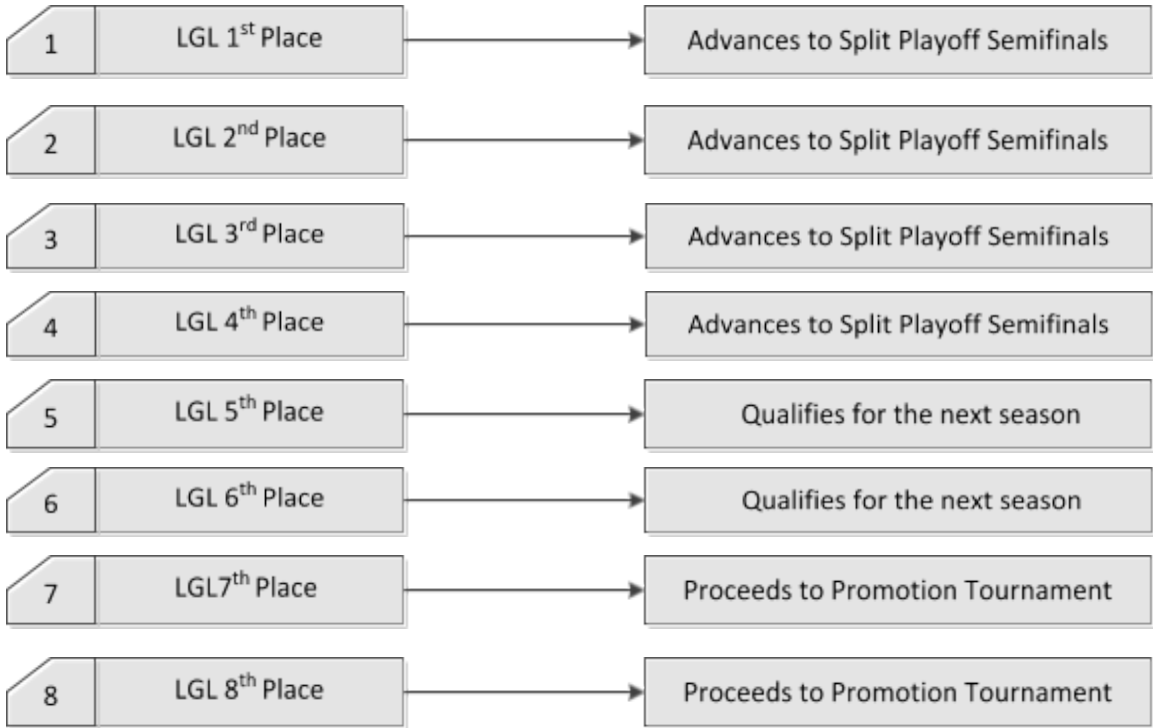 1 LGL 1st Place Advances to Split Playoff Semifinals
2 LGL 2nd Place Advances to Split Playoff Semifinals
3 LGL 3rd Place Advances to Split Playoff Semifinals
4 LGL 4th Place Advances to Split Playoff Semifinals
5 LGL 5th Place Qualifies for the next season
6 LGL 6th Place Qualifies for the next season
7 LGL7th Place Proceeds to Promotion Tournament
8 LGL 8th Place Proceeds to Promotion Tournament